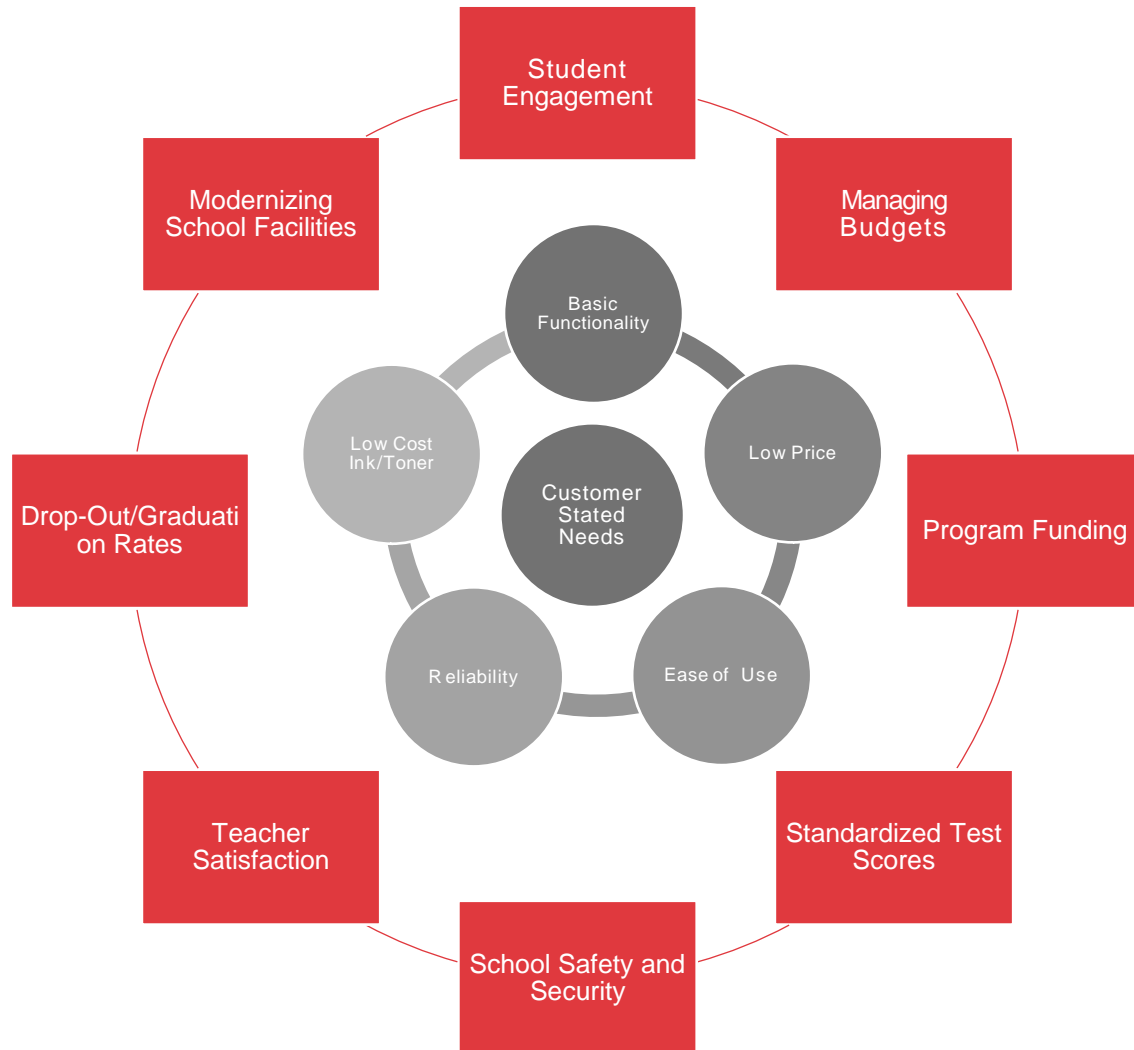 Student
Engagement
Modernizing
School Facilities
Managing
Budgets
Basic
Functionality
Low Cost
Ink/Toner
Low Price
Customer
Stated
Needs
Drop-Out/Graduati
on Rates
Program Funding
Reliability
Ease of Use
Teacher
Satisfaction
Standardized Test
Scores
School Safety and
Security